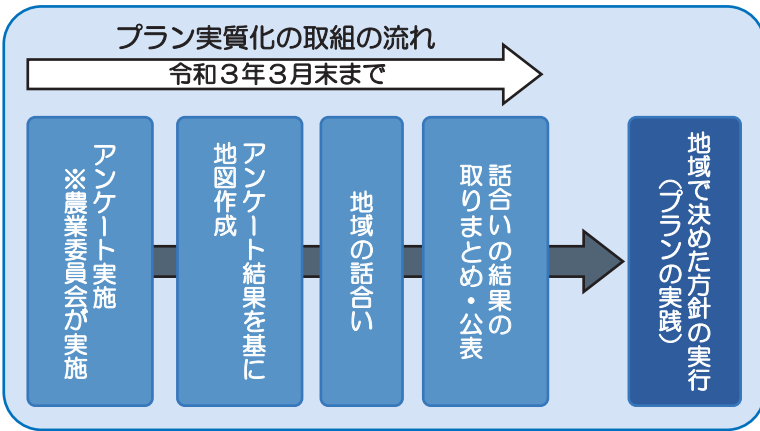 プラン実質化の取組の流れ
令和３年３月末まで
アンケート実施
※農業委員会が実施
アンケート結果を基に
地図作成
地域の話合い
話合いの結果の
取りまとめ・公表
地域で決めた方針の実行
（プランの実践）